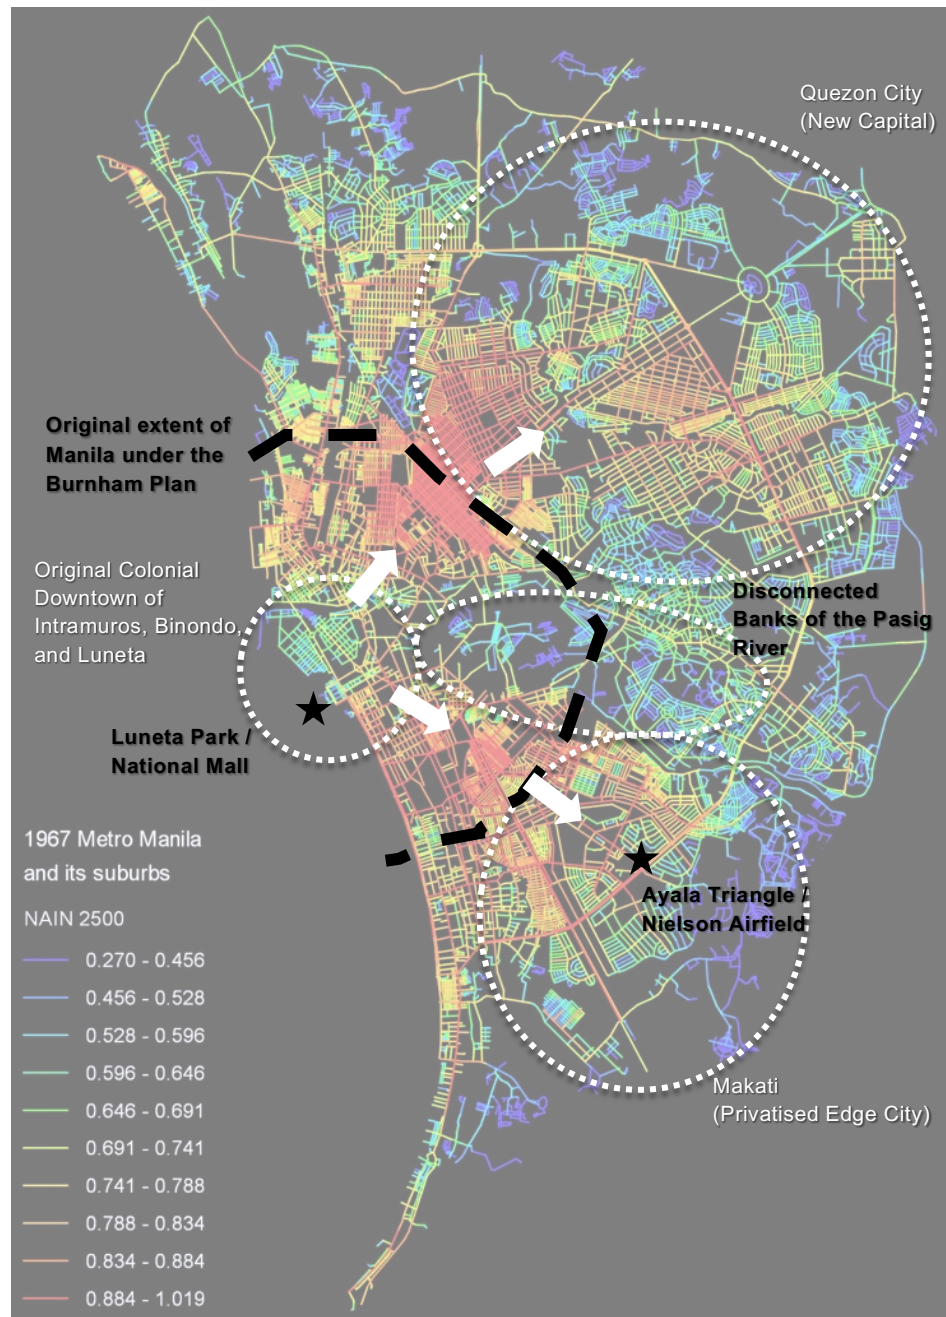 Quezon City
(New Capital)
Original extent of
Manila under the
Burnham Plan
Original Colonial
Downtown of
Intramuros, Binondo,
and Luneta
Disconnected
Banks of the Pasig
River
Luneta Park /
National Mall
1967 Metro Manila
and its suburbs
Ayala Triangle /
Nielson Airfield
NAIN 2500
0.270 - 0.456
0.456 - 0.528
0.528 - 0.596
0.596 - 0.646
0.646 - 0.691
0.691 - 0.741
0.741 - 0.788
0.788 - 0.834
0.834 - 0.884
0.884 - 1.019
Makati
(Privatised Edge City)